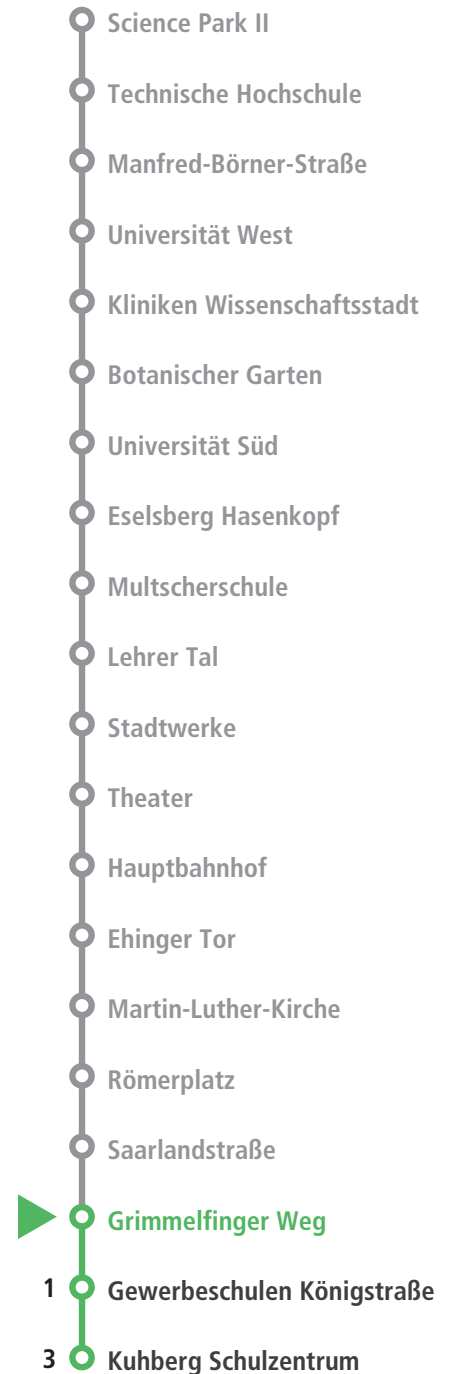 Science Park II
Technische Hochschule
Manfred-Börner-Straße
Universität West
Kliniken Wissenschaftsstadt
Botanischer Garten
Universität Süd
Eselsberg Hasenkopf
Multscherschule
Lehrer Tal
Stadtwerke
Theater
Hauptbahnhof
Ehinger Tor
Martin-Luther-Kirche
Römerplatz
Saarlandstraße
Grimmelfinger Weg
1 Gewerbeschulen Königstraße
3 Kuhberg Schulzentrum